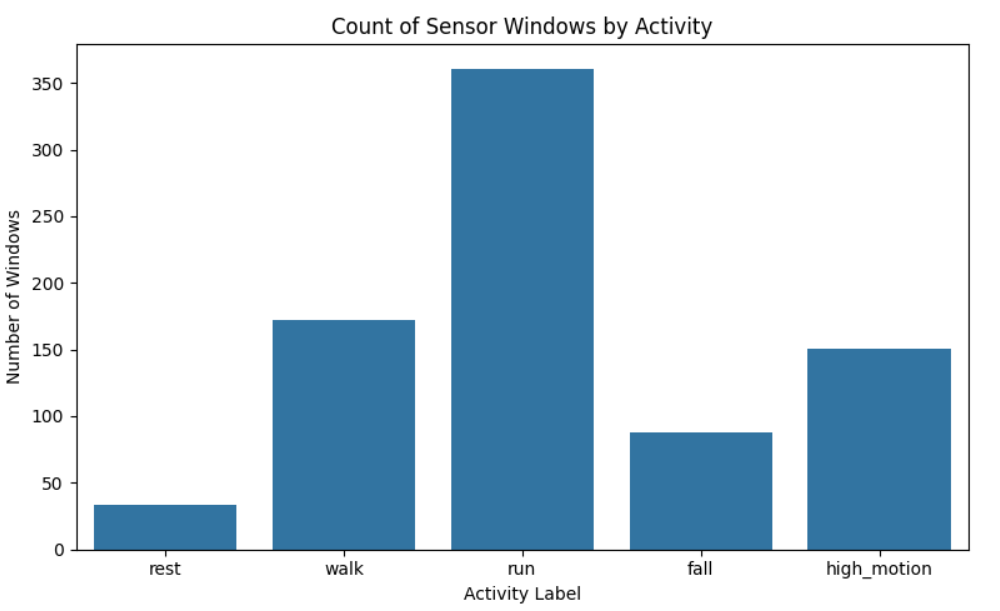 Count of Sensor Windows by Activity
Number of Windows
350
300
250
200
150
100
50
0
rest walk run fall high_motion
Activity Label